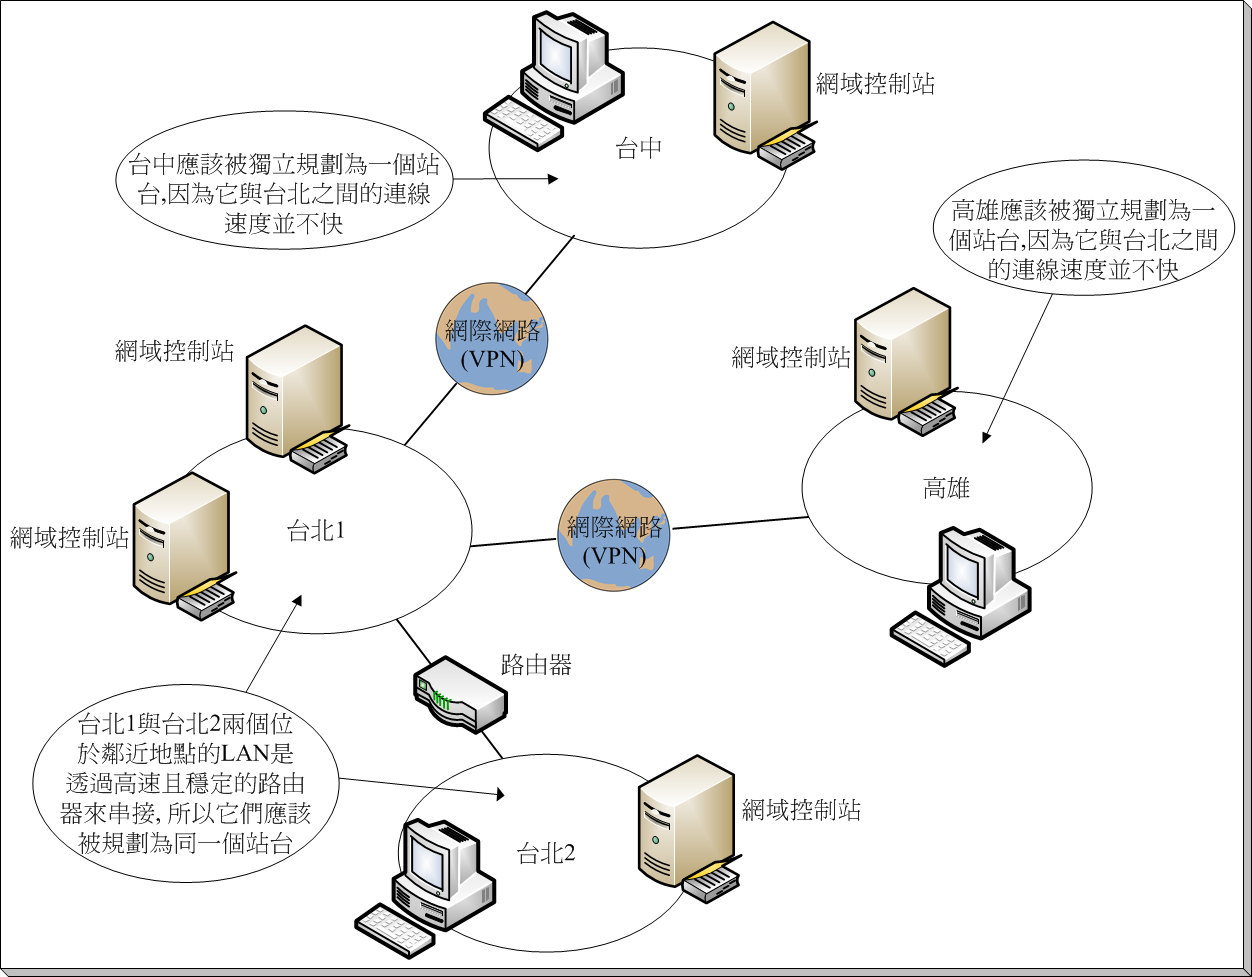 網域控制站
台中
台中應該被獨立規劃為一個站
台,因為它與台北之間的連線
速度並不快
高雄應該被獨立規劃為一
個站台,因為它與台北之間
的連線速度並不快
網際網路
(VPN)
網域控制站
網域控制站
高雄
網域控制站
台北1
網際網路
(VPN)
路由器
台北1與台北2兩個位
於鄰近地點的LAN是
透過高速且穩定的路由
器來串接, 所以它們應該
被規劃為同一個站台
網域控制站
台北2